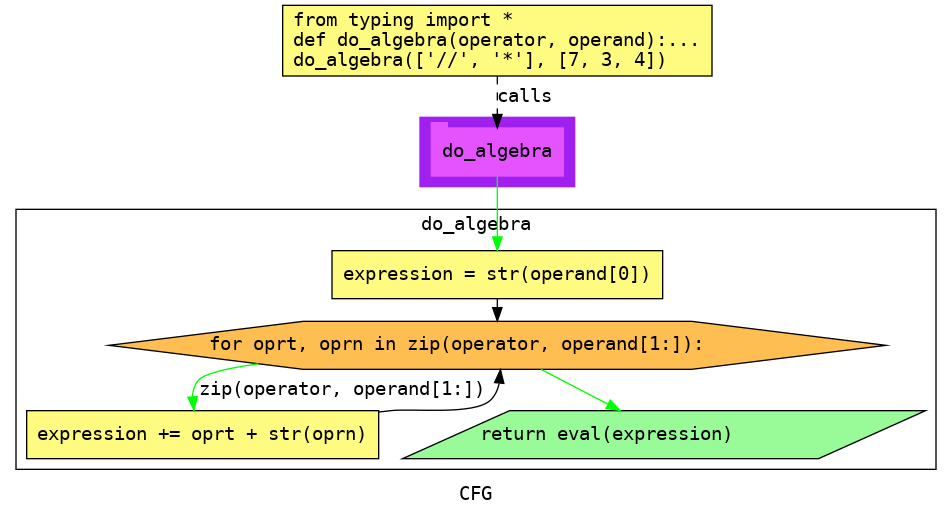 from typing import *
def do_algebra(operator, operand):...
do_algebra(['//', '*'], [7, 3, 4])
calls
do_algebra
do_algebra
expression = str(operand[0])
for oprt, oprn in zip(operator, operand[1:]):
zip(operator, operand[1:])
expression += oprt + str(oprn)
return eval(expression)
CFG